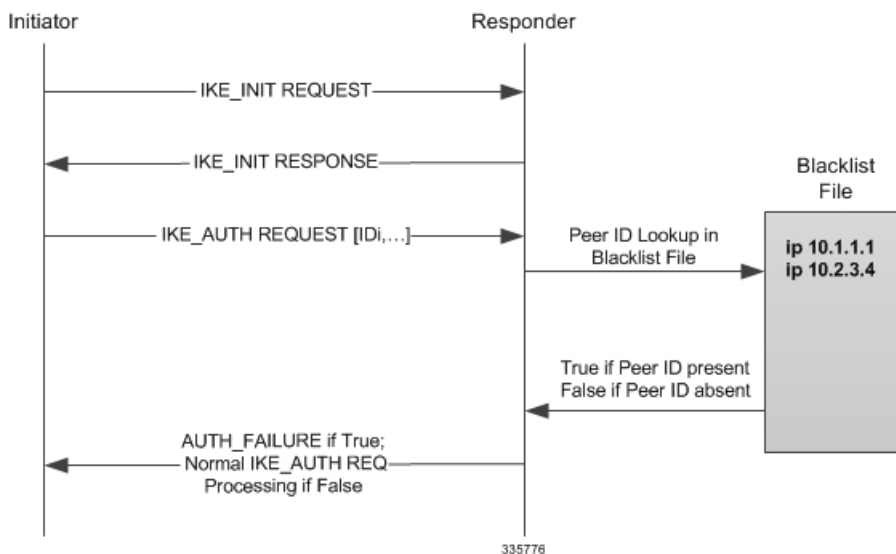 Initiator
Responder
IKE_INIT REQUEST
IKE_INIT RESPONSE
Blacklist
File
IKE_AUTH REQUEST [IDi,...]
Peer ID Lookup in
Blacklist File
ip 10.1.1.1
ip 10.2.3.4
True if Peer ID present
False if Peer ID absent
AUTH_FAILURE if True;
Normal IKE_AUTH REQ
Processing if False
335776